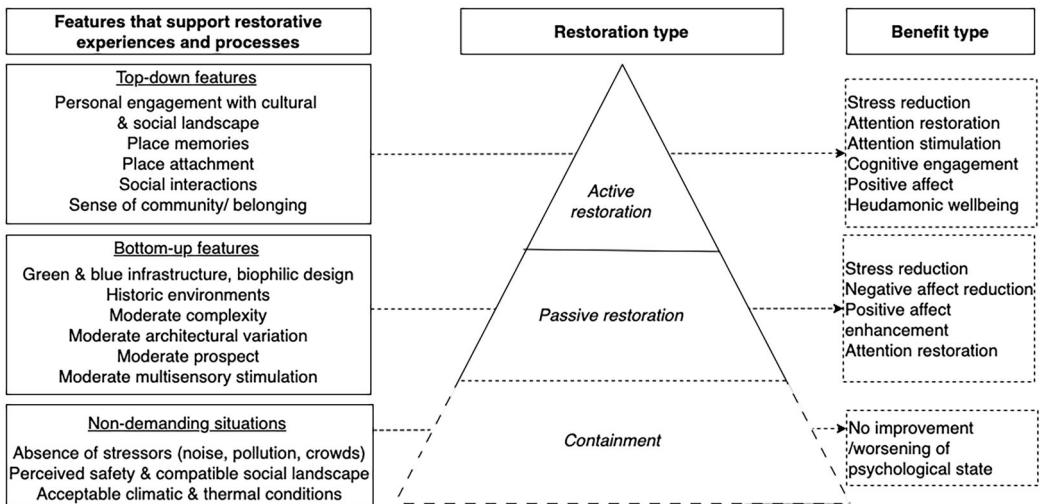 Features that support restorative
experiences and processes
Restoration type
Benefit type
Top-down features
Personal engagement with cultural
& social landscape
Place memories
Place attachment
Social interactions
Sense of community/ belonging
Active
restoration
Stress reduction
Attention restoration
Attention stimulation
Cognitive engagement
Positive affect
Heudamonic wellbeing
Bottom-up features
Green & blue infrastructure, biophilic design
Historic environments
Moderate complexity
Moderate architectural variation
Moderate prospect
Moderate multisensory stimulation
Passive restoration
Stress reduction
Negative affect reduction
Positive affect
enhancement
Attention restoration
Non-demanding situations
Absence of stressors (noise, pollution, crowds)
Perceived safety & compatible social landscape
Acceptable climatic & thermal conditions
Containment
No improvement
/worsening of
psychological state